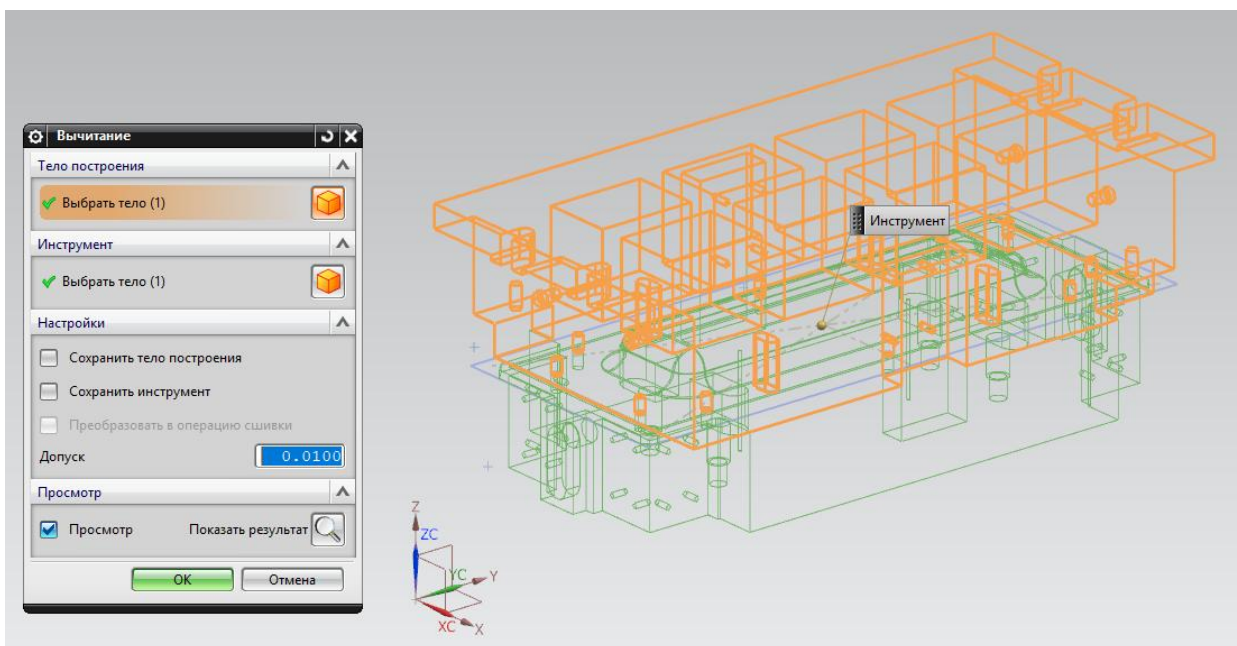 Вычитание
Тело построения
Выбрать тело (1)
Инструмент
Выбрать тело (1)
Настройки
Сохранить тело построения
Сохранить инструмент
Преобразовать в операцию сшивки
Допуск 0.0100
Просмотр
Просмотр Показать результат
OK Отмена
Инструмент
Z
ZC
YC Y
XC X